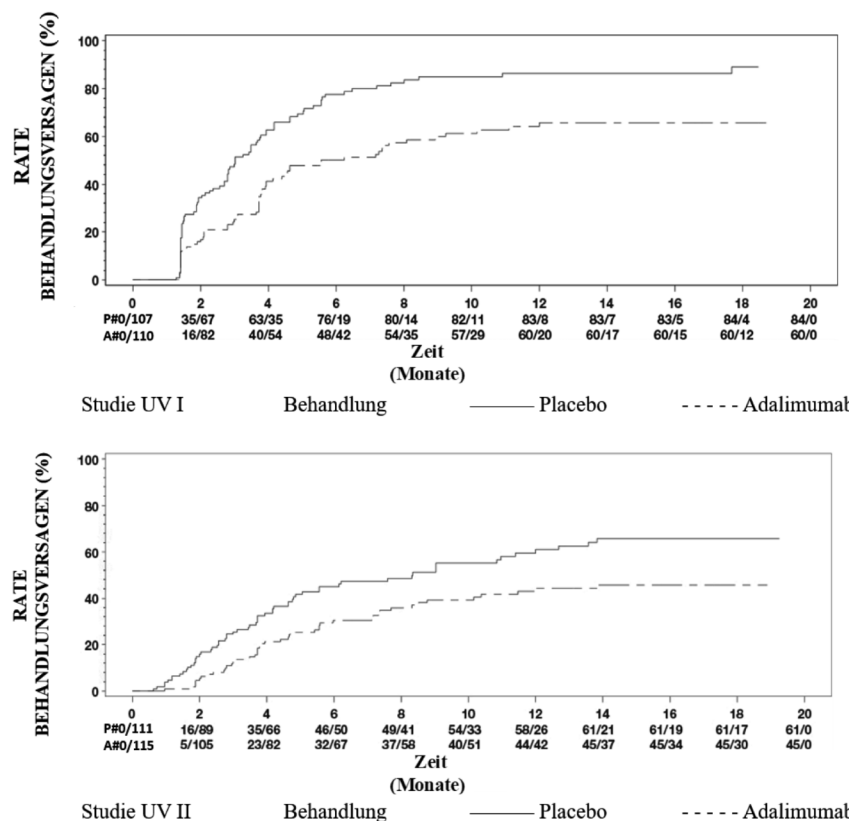 RATE
BEHANDLUNGSVERSAGEN (%)
100
80
60
40
20
0
0 2 4 6 8 10 12 14 16 18 20
P#0/107 35/67 63/35 76/19 80/14 82/11 83/8 83/7 83/5 84/4 84/0
A#0/110 16/82 40/54 48/42 54/35 57/29 60/20 60/17 60/15 60/12 60/0
Zeit
(Monate)
Studie UV I Behandlung Placebo Adalimumab
RATE
BEHANDLUNGSVERSAGEN (%)
100
80
60
40
20
0
0 2 4 6 8 10 12 14 16 18 20
P#0/111 16/89 35/66 46/50 49/41 54/33 58/26 61/21 61/19 61/17 61/0
A#0/115 5/105 23/82 32/67 37/58 40/51 44/42 45/37 45/34 45/30 45/0
Zeit
(Monate)
Studie UV II Behandlung Placebo Adalimumab